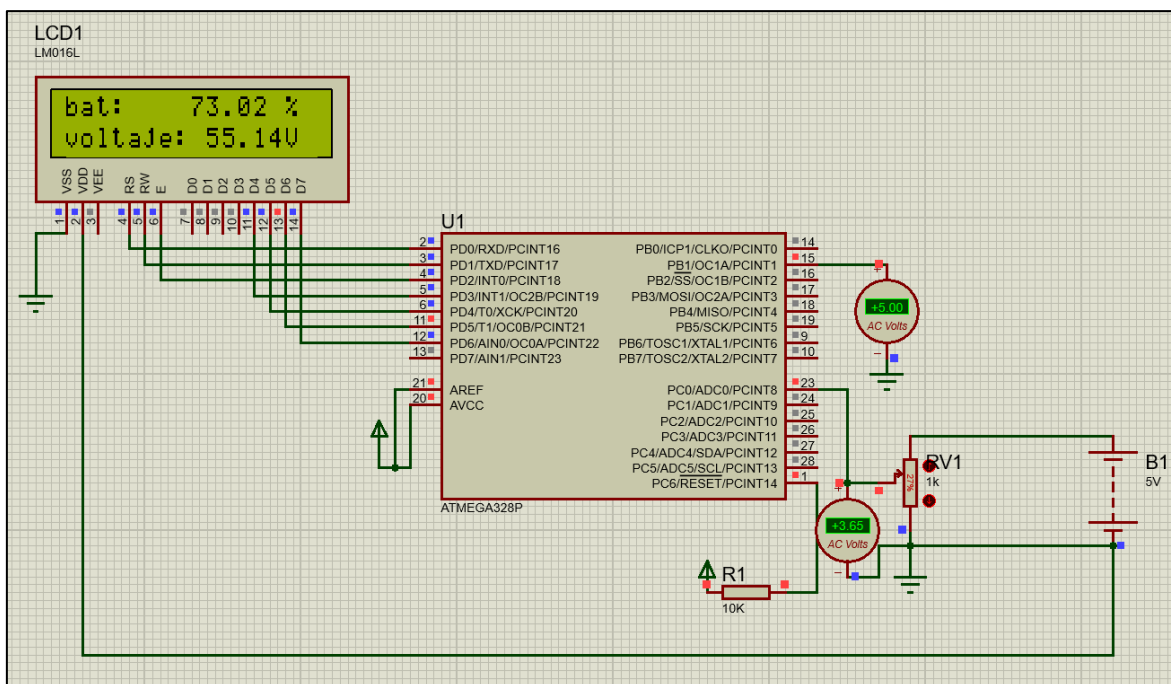 LCD1
LM016L
bat: 73.02 %
voltaje: 55.14V
VSS VDD VEE RS RW E D0 D1 D2 D3 D4 D5 D6 D7
1 2 3 4 5 6 7 8 9 10 11 12 13 14
U1
2 PD0/RXD/PCINT16 PB0/ICP1/CLKO/PCINT0 14
3 PD1/TXD/PCINT17 PB1/OC1A/PCINT1 15
4 PD2/INT0/PCINT18 PB2/SS/OC1B/PCINT2 16
5 PD3/INT1/OC2B/PCINT19 PB3/MOSI/OC2A/PCINT3 17
6 PD4/T0/XCK/PCINT20 PB4/MISO/PCINT4 18
11 PD5/T1/OC0B/PCINT21 PB5/SCK/PCINT5 19
12 PD6/AIN0/OC0A/PCINT22 PB6/TOSC1/XTAL1/PCINT6 9
13 PD7/AIN1/PCINT23 PB7/TOSC2/XTAL2/PCINT7 10
21 AREF PC0/ADC0/PCINT8 23
20 AVCC PC1/ADC1/PCINT9 24
PC2/ADC2/PCINT10 25
PC3/ADC3/PCINT11 26
PC4/ADC4/SDA/PCINT12 27
PC5/ADC5/SCL/PCINT13 28
PC6/RESET/PCINT14 1
ATMEGA328P
+
+5.00
AC Volts
−
RV1
1k
27%
B1
5V
+
+3.65
AC Volts
−
R1
10K